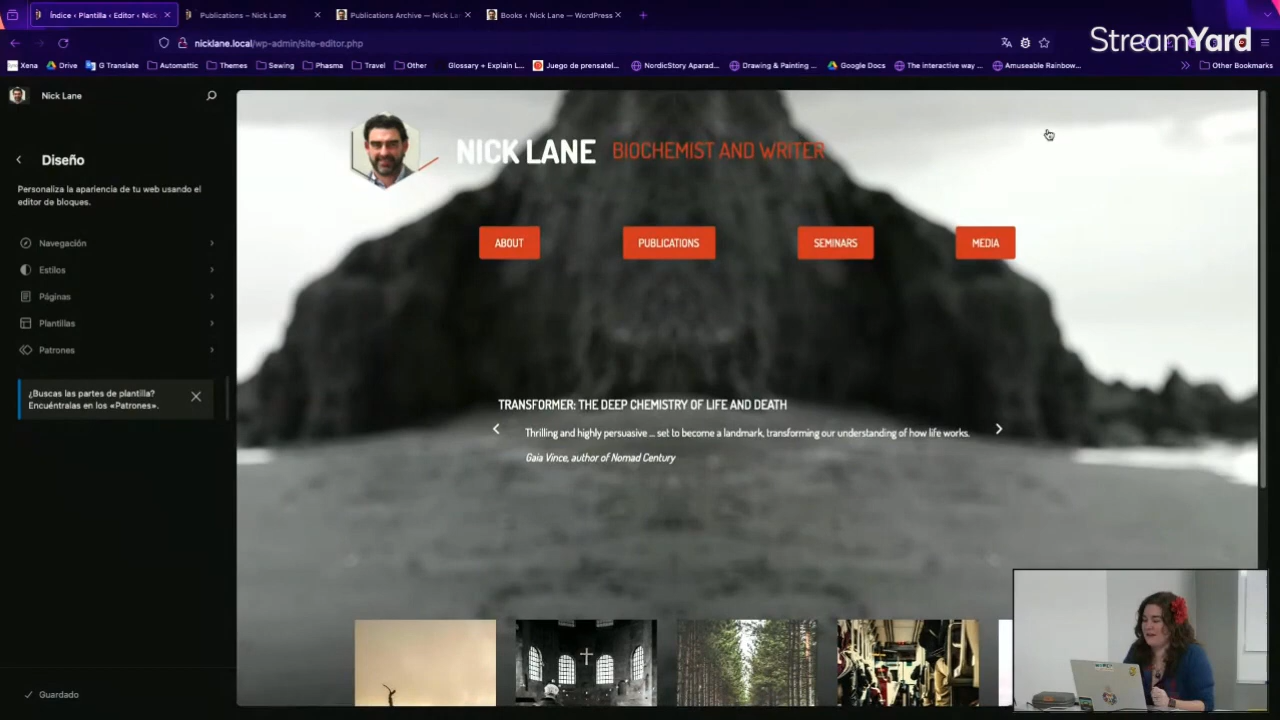 Índice ‹ Plantilla ‹ Editor ‹ Nick
Publications – Nick Lane
Publications Archive — Nick La
Books ‹ Nick Lane — WordPress
StreamYard
nicklane.local/wp-admin/site-editor.php
Xena
Drive
G Translate
Automattic
Themes
Sewing
Phasma
Travel
Other
Glossary + Explain L...
Juego de prensatel...
NordicStory Aparad...
Drawing & Painting ...
Google Docs
The interactive way ...
Amuseable Rainbow...
Other Bookmarks
Nick Lane
Diseño
Personaliza la apariencia de tu web usando el
editor de bloques.
Navegación
Estilos
Páginas
Plantillas
Patrones
¿Buscas las partes de plantilla?
Encuéntralas en los «Patrones».
Guardado
NICK LANE BIOCHEMIST AND WRITER
ABOUT
PUBLICATIONS
SEMINARS
MEDIA
TRANSFORMER: THE DEEP CHEMISTRY OF LIFE AND DEATH
Thrilling and highly persuasive ... set to become a landmark, transforming our understanding of how life works.
Gaia Vince, author of Nomad Century